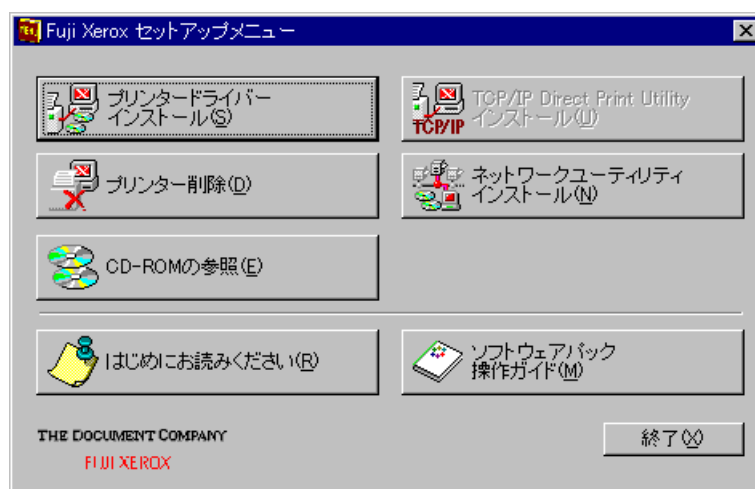 Fuji Xerox セットアップメニュー
プリンタードライバー
インストール(S)
TCP/IP
TCP/IP Direct Print Utility
インストール(U)
プリンター削除(D)
ネットワークユーティリティ
インストール(N)
CD-ROMの参照(E)
はじめにお読みください(R)
ソフトウェアパック
操作ガイド(M)
THE DOCUMENT COMPANY
FUJI XEROX
終了(X)